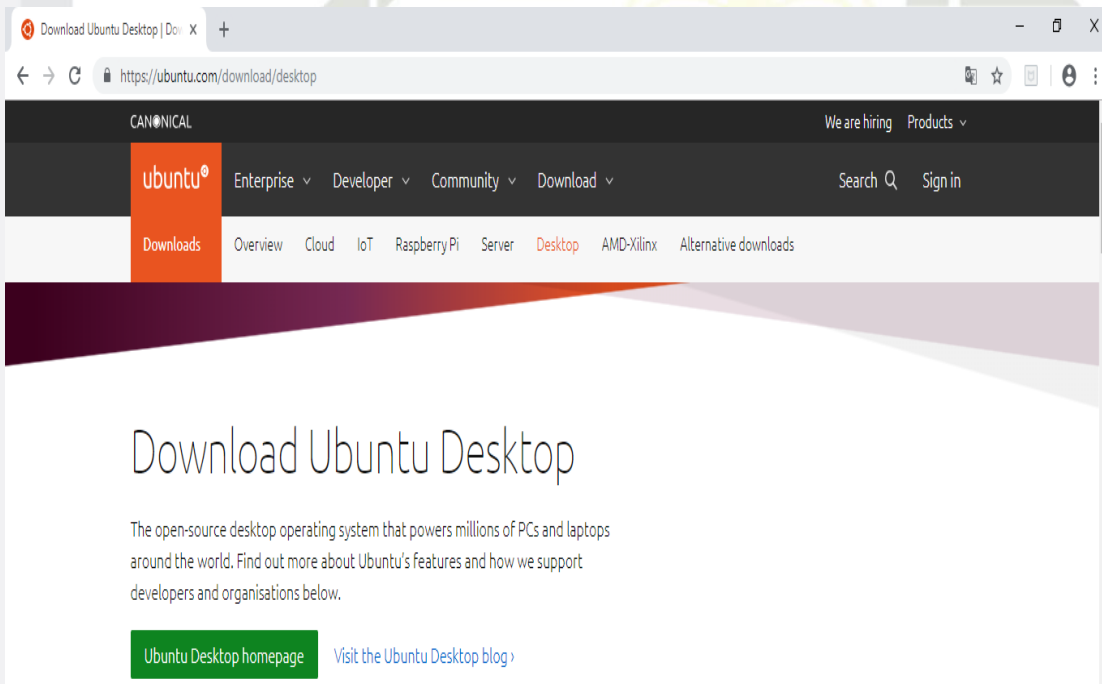 Download Ubuntu Desktop | Dow
https://ubuntu.com/download/desktop
CANONICAL We are hiring Products
ubuntu Enterprise Developer Community Download Search Sign in
Downloads Overview Cloud IoT Raspberry Pi Server Desktop AMD-Xilinx Alternative downloads
Download Ubuntu Desktop
The open-source desktop operating system that powers millions of PCs and laptops
around the world. Find out more about Ubuntu's features and how we support
developers and organisations below.
Ubuntu Desktop homepage Visit the Ubuntu Desktop blog ›